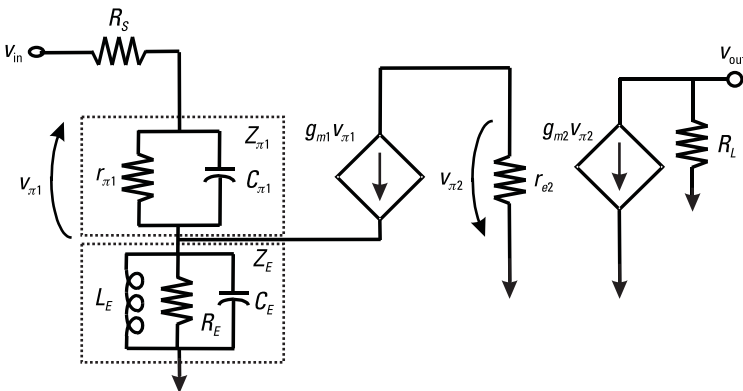 R_S
v_in
v_out
Z_π1
g_m1 v_π1
g_m2 v_π2
r_π1
C_π1
v_π1
v_π2
r_e2
R_L
Z_E
L_E
R_E
C_E